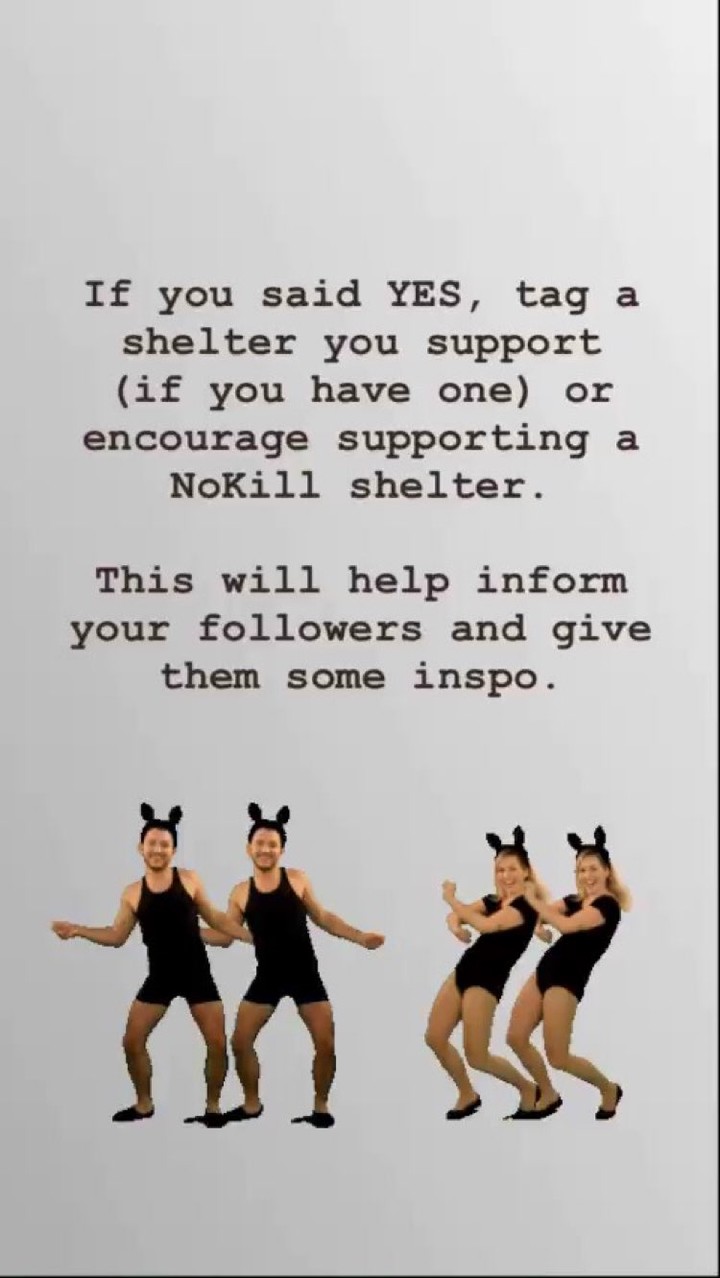 If you said YES, tag a
shelter you support
(if you have one) or
encourage supporting a
NoKill shelter.
This will help inform
your followers and give
them some inspo.